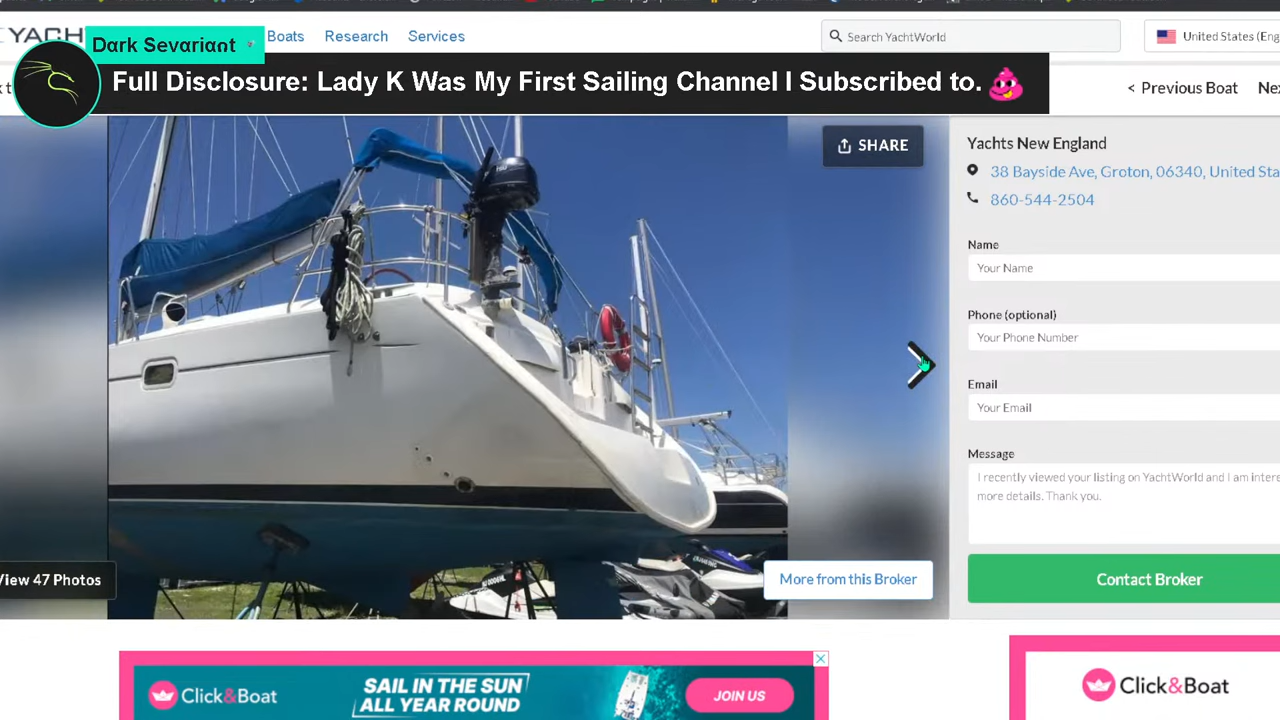 YACH
Boats
Research
Services
Search YachtWorld
United States (Eng
Dark Sevariant
Full Disclosure: Lady K Was My First Sailing Channel I Subscribed to.
< Previous Boat
Nex
SHARE
Yachts New England
38 Bayside Ave, Groton, 06340, United Sta
860-544-2504
Name
Your Name
Phone (optional)
Your Phone Number
Email
Your Email
Message
I recently viewed your listing on YachtWorld and I am intere
more details. Thank you.
View 47 Photos
More from this Broker
Contact Broker
Click&Boat
SAIL IN THE SUN
ALL YEAR ROUND
JOIN US
Click&Boat